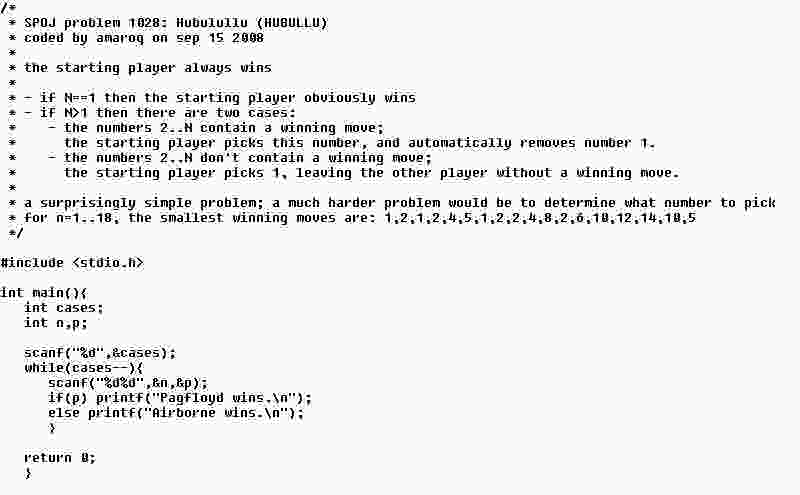 /*
 * SPOJ problem 1028: Hubulullu (HUBULLU)
 * coded by amaroq on sep 15 2008
 *
 * the starting player always wins
 *
 * - if N==1 then the starting player obviously wins
 * - if N>1 then there are two cases:
 *    - the numbers 2..N contain a winning move;
 *      the starting player picks this number, and automatically removes number 1.
 *    - the numbers 2..N don't contain a winning move;
 *      the starting player picks 1, leaving the other player without a winning move.
 *
 * a surprisingly simple problem; a much harder problem would be to determine what number to pick
 * for n=1..18, the smallest winning moves are: 1,2,1,2,4,5,1,2,2,4,8,2,6,10,12,14,10,5
 */

#include <stdio.h>

int main(){
   int cases;
   int n,p;

   scanf("%d",&cases);
   while(cases--){
      scanf("%d%d",&n,&p);
      if(p) printf("Pagfloyd wins.\n");
      else printf("Airborne wins.\n");
      }

   return 0;
   }